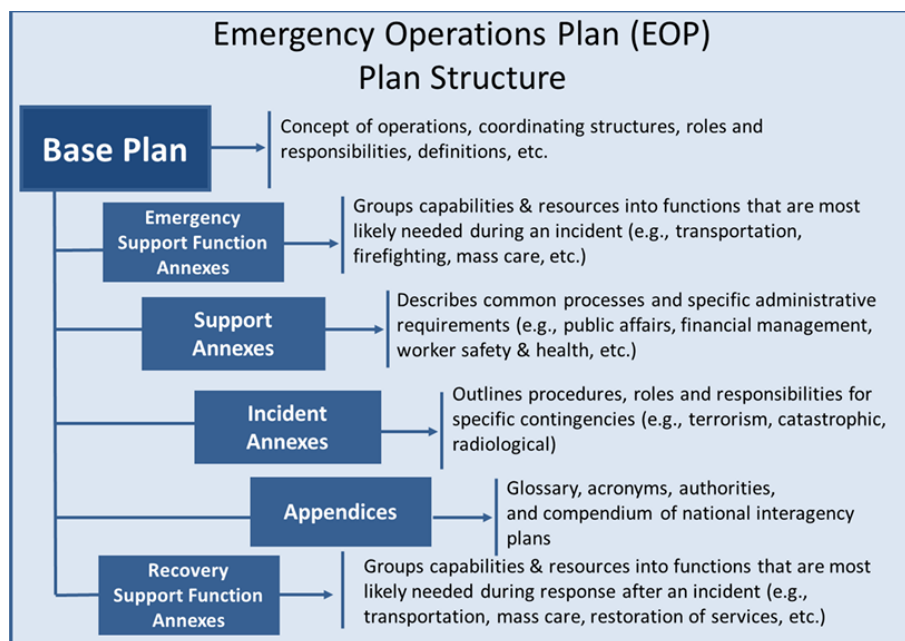 Emergency Operations Plan (EOP)
Plan Structure
Base Plan
Concept of operations, coordinating structures, roles and
responsibilities, definitions, etc.
Emergency
Support Function
Annexes
Groups capabilities & resources into functions that are most
likely needed during an incident (e.g., transportation,
firefighting, mass care, etc.)
Support
Annexes
Describes common processes and specific administrative
requirements (e.g., public affairs, financial management,
worker safety & health, etc.)
Incident
Annexes
Outlines procedures, roles and responsibilities for
specific contingencies (e.g., terrorism, catastrophic,
radiological)
Appendices
Glossary, acronyms, authorities,
and compendium of national interagency
plans
Recovery
Support Function
Annexes
Groups capabilities & resources into functions that are most
likely needed during response after an incident (e.g.,
transportation, mass care, restoration of services, etc.)